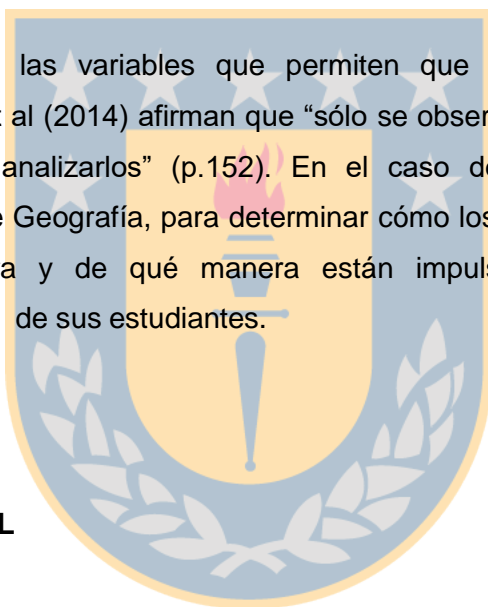 las variables que permiten que
al (2014) afirman que “sólo se obser
analizarlos” (p.152). En el caso d
e Geografía, para determinar cómo los
a y de qué manera están impuls
de sus estudiantes.
L